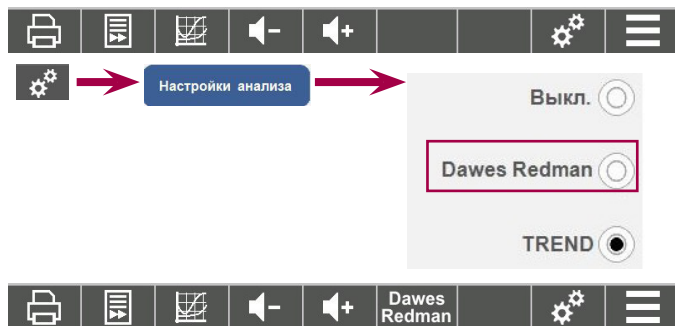 Настройки анализа
Выкл.
Dawes Redman
TREND
Dawes
Redman